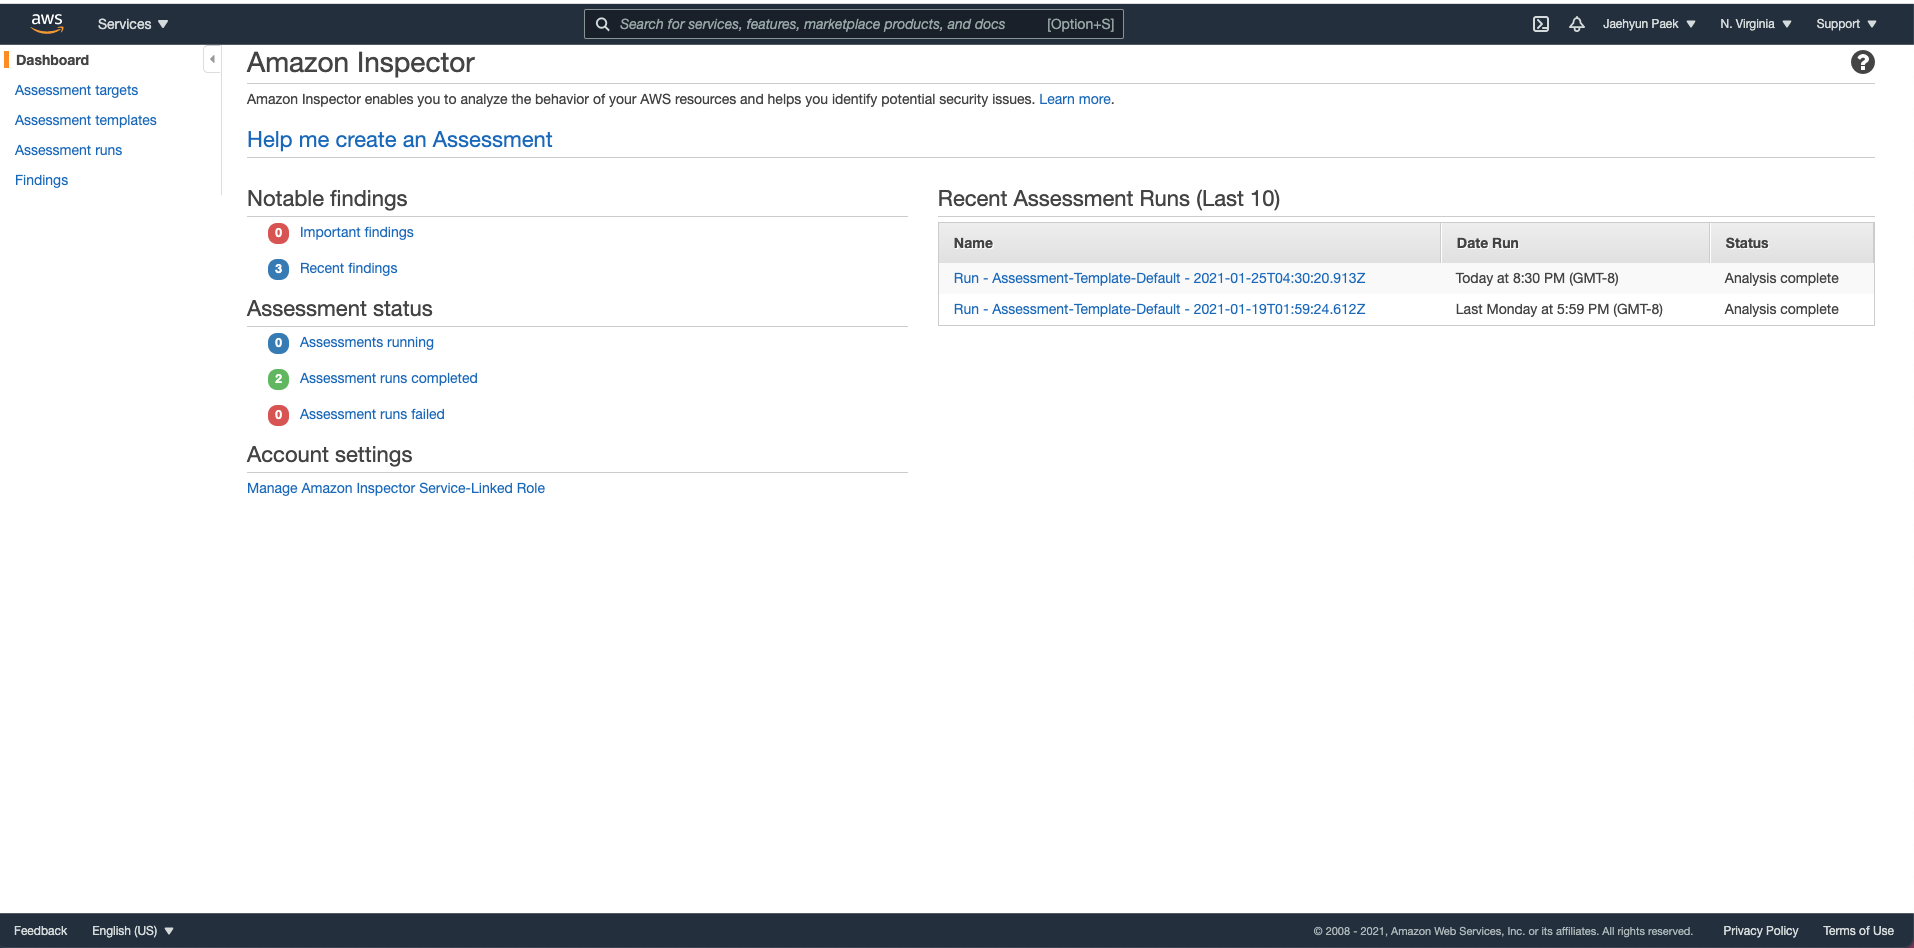 aws Services Search for services, features, marketplace products, and docs [Option+S] Jaehyun Paek N. Virginia Support
Dashboard
Assessment targets
Assessment templates
Assessment runs
Findings
Amazon Inspector
Amazon Inspector enables you to analyze the behavior of your AWS resources and helps you identify potential security issues. Learn more.
Help me create an Assessment
Notable findings
0 Important findings
3 Recent findings
Assessment status
0 Assessments running
2 Assessment runs completed
0 Assessment runs failed
Account settings
Manage Amazon Inspector Service-Linked Role
Recent Assessment Runs (Last 10)
Name Date Run Status
Run - Assessment-Template-Default - 2021-01-25T04:30:20.913Z Today at 8:30 PM (GMT-8) Analysis complete
Run - Assessment-Template-Default - 2021-01-19T01:59:24.612Z Last Monday at 5:59 PM (GMT-8) Analysis complete
Feedback English (US) © 2008 - 2021, Amazon Web Services, Inc. or its affiliates. All rights reserved. Privacy Policy Terms of Use